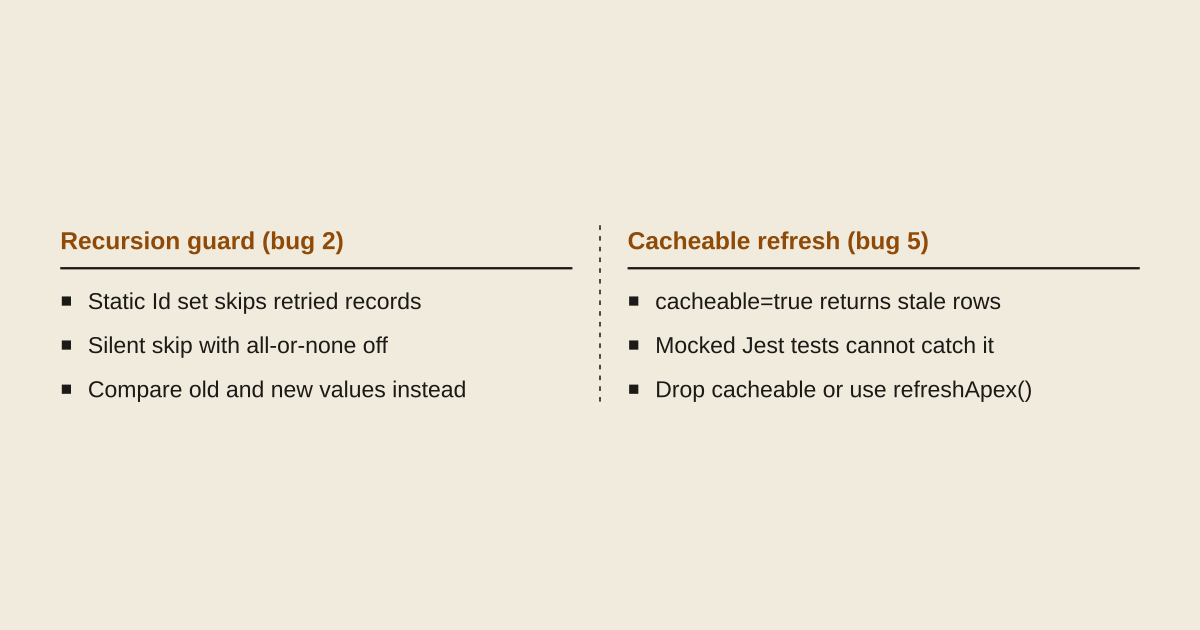 Recursion guard (bug 2)
Static Id set skips retried records
Silent skip with all-or-none off
Compare old and new values instead
Cacheable refresh (bug 5)
cacheable=true returns stale rows
Mocked Jest tests cannot catch it
Drop cacheable or use refreshApex()